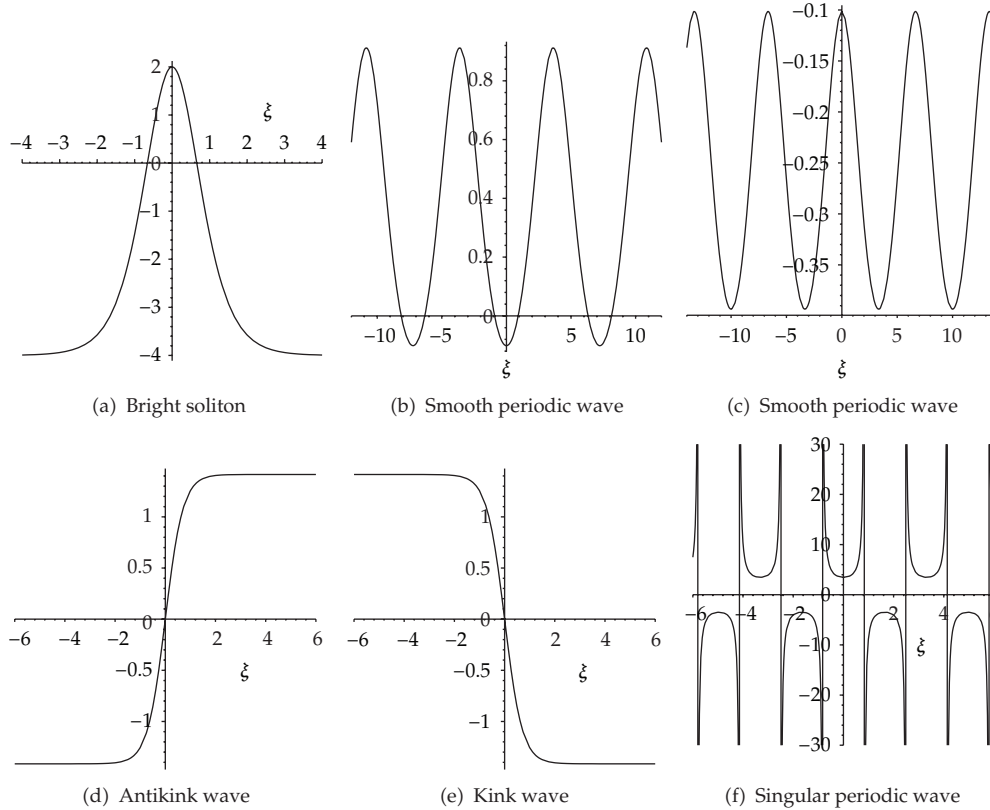 2
1
ξ
−4 −3 −2 −1 1 2 3 4
0
−1
−2
−3
−4
(a) Bright soliton
0.8
0.6
0.4
0.2
0
−10 −5 5 10
ξ
(b) Smooth periodic wave
−0.1
−0.15
−0.2
−0.25
−0.3
−0.35
−10 −5 0 5 10
ξ
(c) Smooth periodic wave
1
0.5
0
−6 −4 −2 2 4 6
ξ
−0.5
−1
(d) Antikink wave
1
0.5
0
−6 −4 −2 2 4 6
ξ
−0.5
−1
(e) Kink wave
30
20
10
0
−6 −4 −2 2 4
ξ
−10
−20
−30
(f) Singular periodic wave